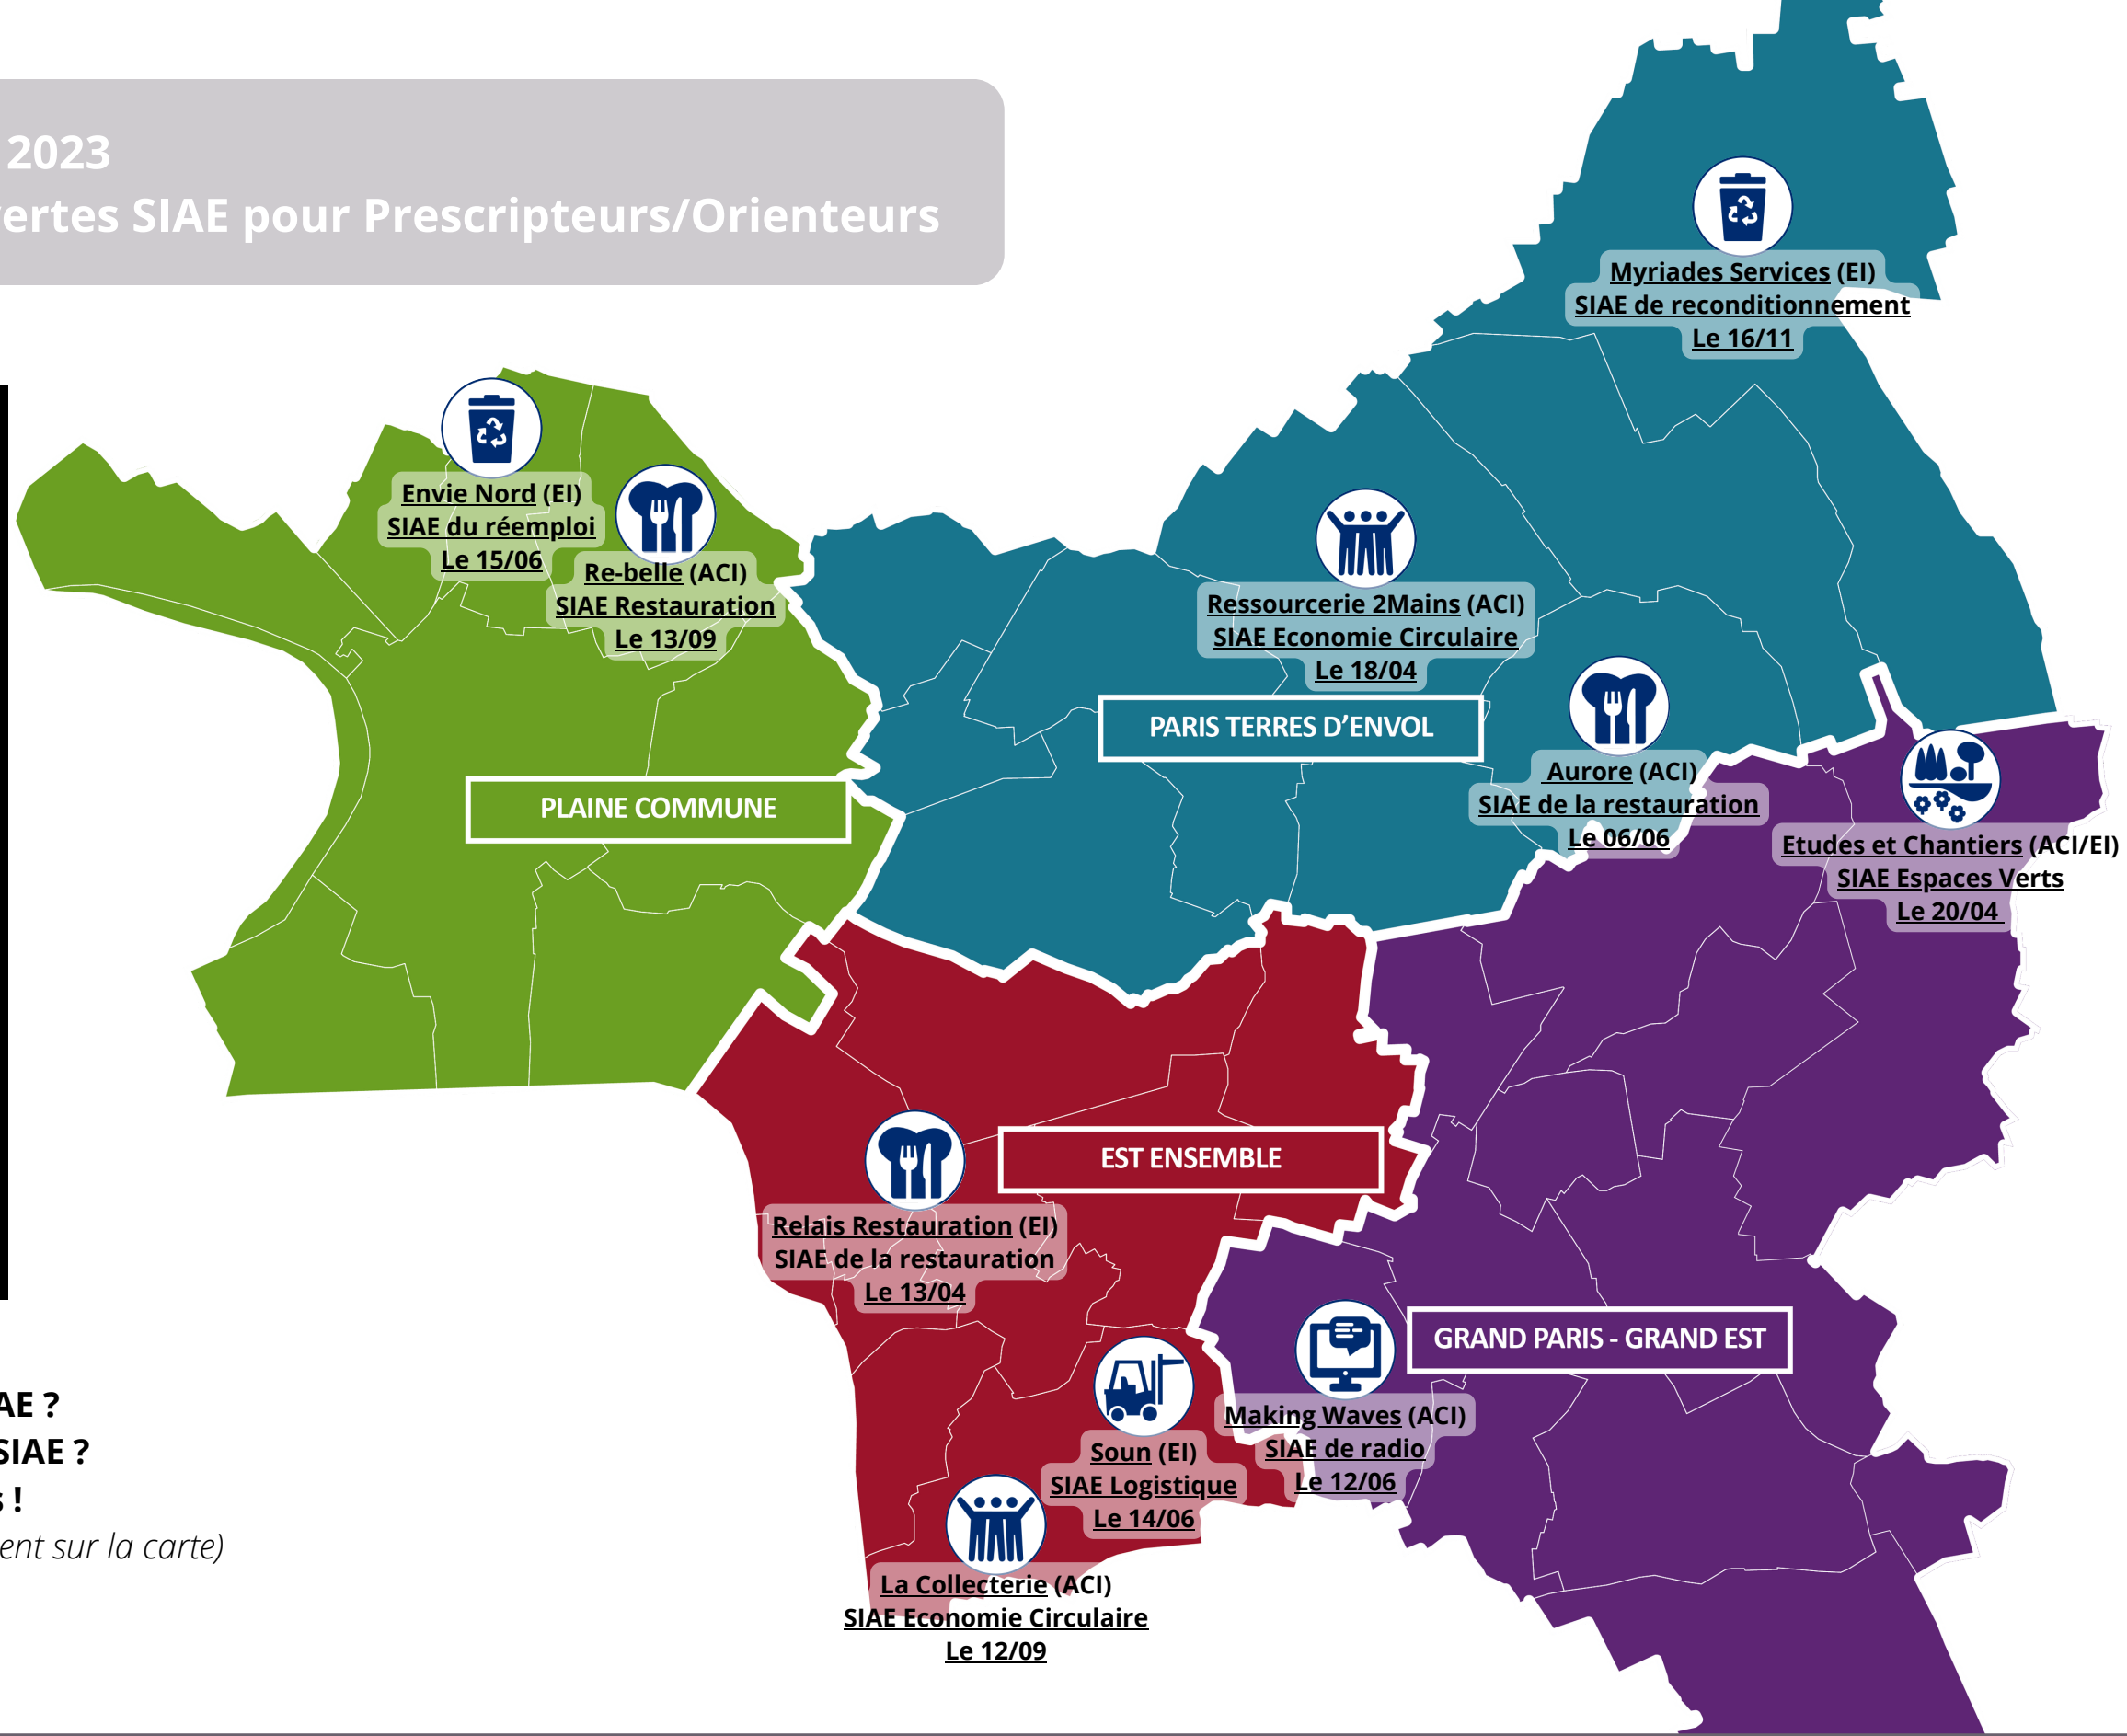 2023
ertes SIAE pour Prescripteurs/Orienteurs
Myriades Services (EI)
SIAE de reconditionnement
Le 16/11
Envie Nord (EI)
SIAE du réemploi
Le 15/06
Re-belle (ACI)
SIAE Restauration
Le 13/09
Ressourcerie 2Mains (ACI)
SIAE Economie Circulaire
Le 18/04
PARIS TERRES D'ENVOL
Aurore (ACI)
SIAE de la restauration
Le 06/06
PLAINE COMMUNE
Etudes et Chantiers (ACI/EI)
SIAE Espaces Verts
Le 20/04
EST ENSEMBLE
Relais Restauration (EI)
SIAE de la restauration
Le 13/04
GRAND PARIS - GRAND EST
Making Waves (ACI)
SIAE de radio
Le 12/06
Soun (EI)
SIAE Logistique
Le 14/06
La Collecterie (ACI)
SIAE Economie Circulaire
Le 12/09
AE ?
SIAE ?
s !
ent sur la carte)